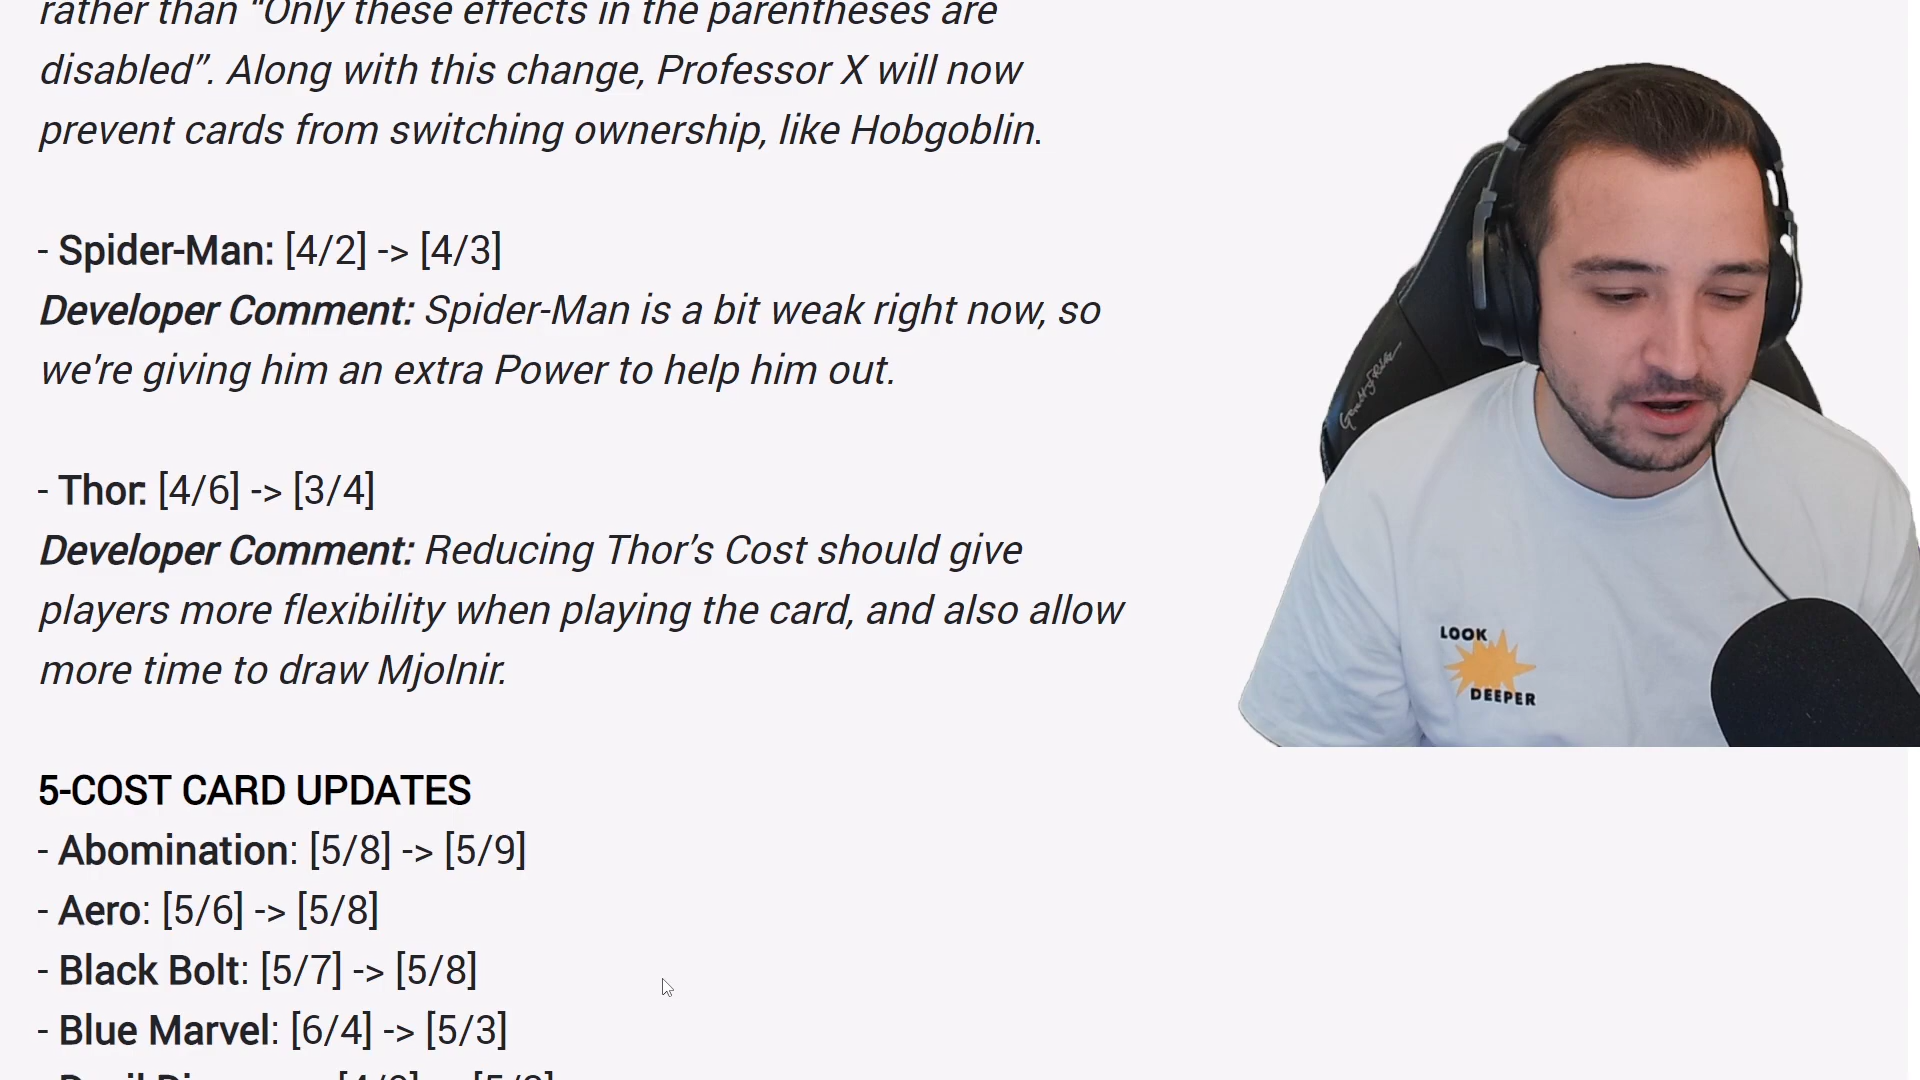 rather than “Only these effects in the parentheses are
disabled”. Along with this change, Professor X will now
prevent cards from switching ownership, like Hobgoblin.
- Spider-Man: [4/2] -> [4/3]
Developer Comment: Spider-Man is a bit weak right now, so
we’re giving him an extra Power to help him out.
- Thor: [4/6] -> [3/4]
Developer Comment: Reducing Thor’s Cost should give
players more flexibility when playing the card, and also allow
more time to draw Mjolnir.
5-COST CARD UPDATES
- Abomination: [5/8] -> [5/9]
- Aero: [5/6] -> [5/8]
- Black Bolt: [5/7] -> [5/8]
- Blue Marvel: [6/4] -> [5/3]
LOOK
DEEPER